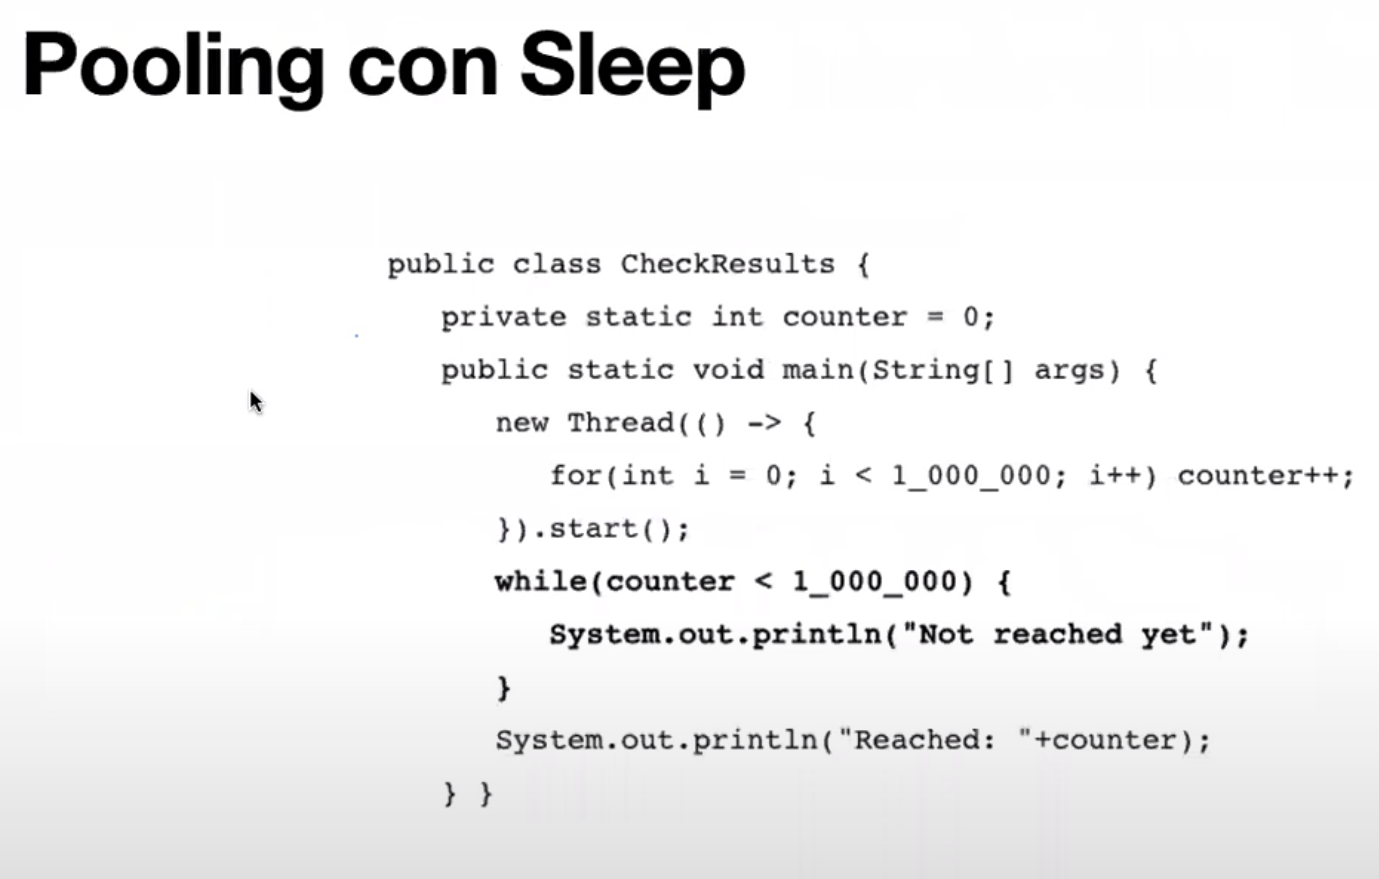 Pooling con Sleep
public class CheckResults {
private static int counter = 0;
public static void main(String[] args) {
new Thread(() -> {
for(int i = 0; i < 1_000_000; i++) counter++;
}).start();
while(counter < 1_000_000) {
System.out.println("Not reached yet");
}
System.out.println("Reached: "+counter);
} }